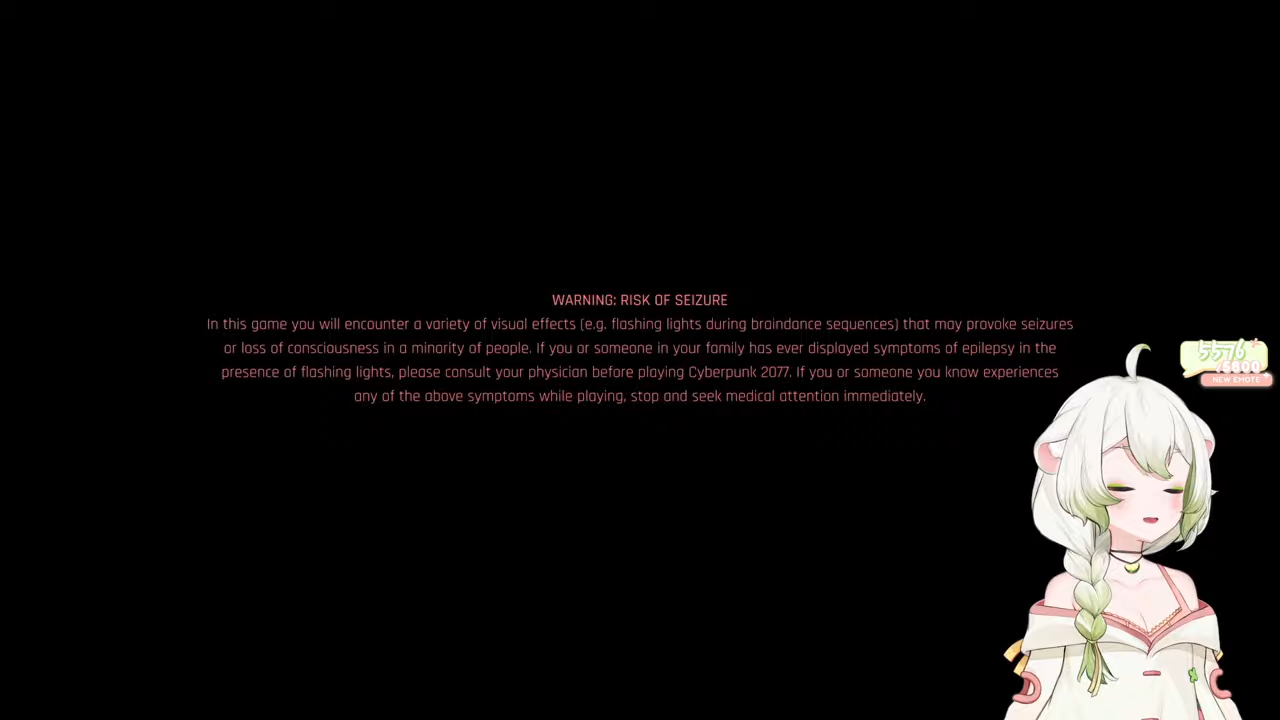 WARNING: RISK OF SEIZURE
In this game you will encounter a variety of visual effects (e.g. flashing lights during braindance sequences) that may provoke seizures
or loss of consciousness in a minority of people. If you or someone in your family has ever displayed symptoms of epilepsy in the
presence of flashing lights, please consult your physician before playing Cyberpunk 2077. If you or someone you know experiences
any of the above symptoms while playing, stop and seek medical attention immediately.
5576
/5800
NEW EMOTE